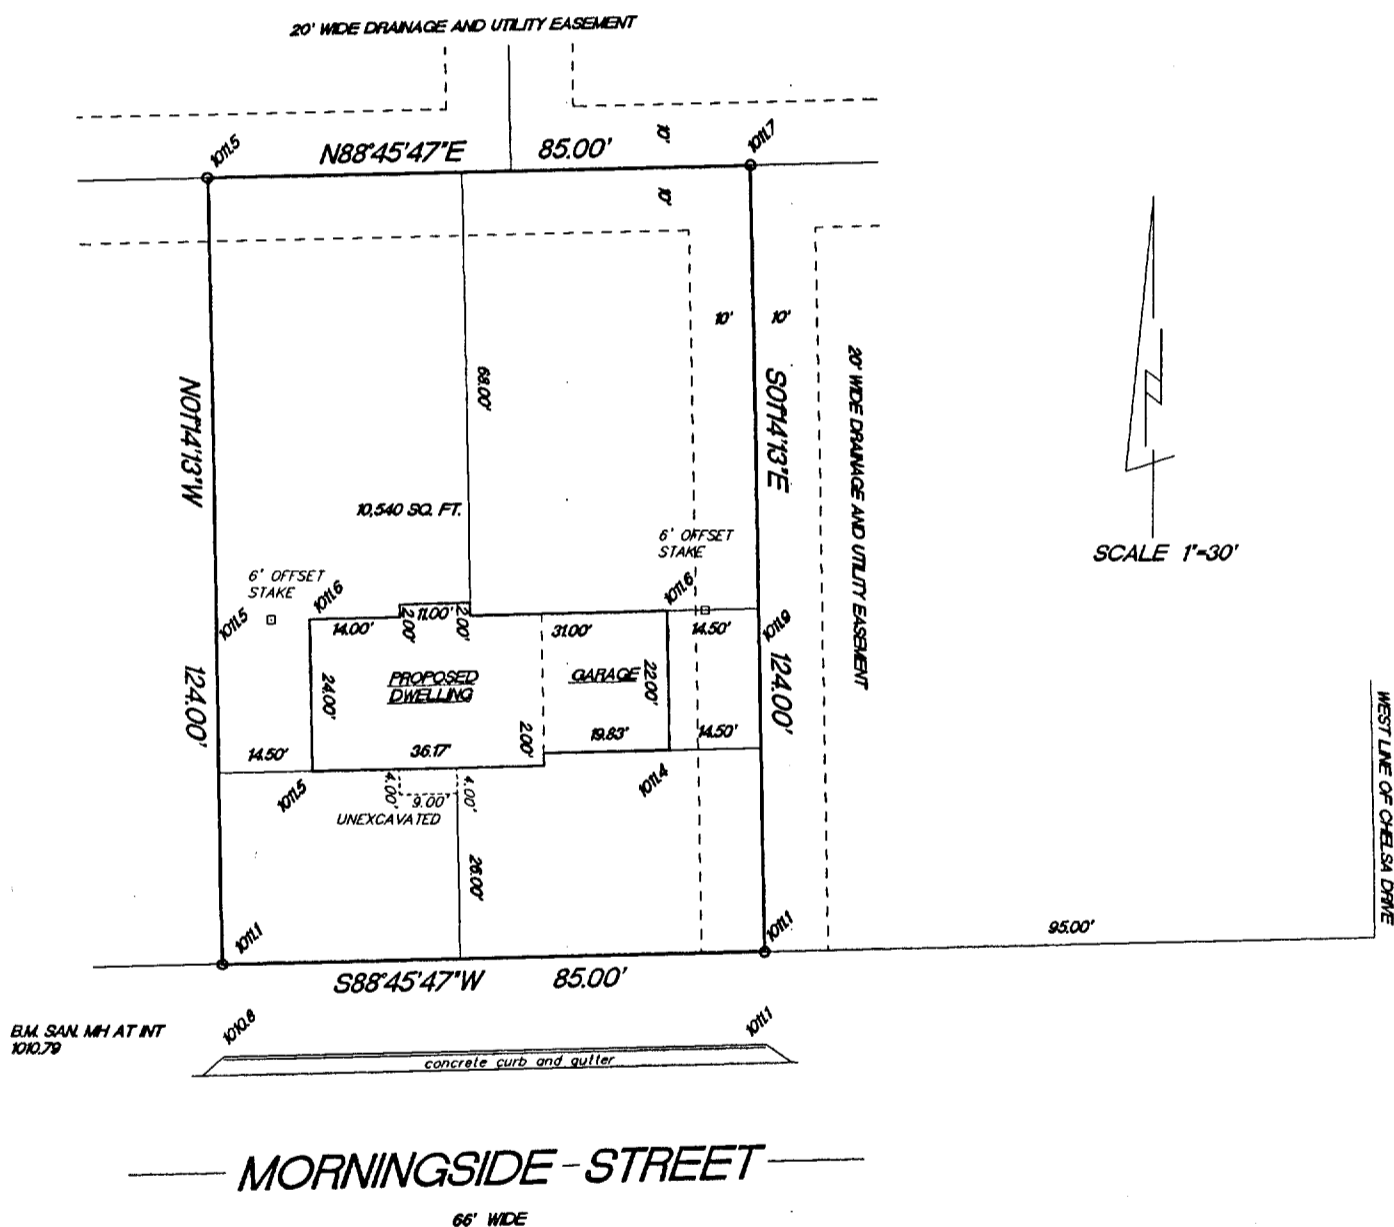 20' WIDE DRAINAGE AND UTILITY EASEMENT
1011.5
N88°45'47"E 85.00'
10'
1011.7
10'
10' 10'
N01°14'13"W
68.00'
S01°14'13"E
20' WIDE DRAINAGE AND UTILITY EASEMENT
10,540 SQ. FT.
SCALE 1"=30'
6' OFFSET
STAKE
6' OFFSET
STAKE
1011.5
1011.6
1011.6
1011.9
14.00'
2.00'
11.00'
2.00'
31.00'
14.50'
124.00'
24.00'
PROPOSED
DWELLING
GARAGE
22.00'
124.00'
14.50'
36.17'
2.00'
19.83'
14.50'
1011.5
4.00'
9.00'
4.00'
1011.4
UNEXCAVATED
26.00'
WEST LINE OF CHELSA DRIVE
95.00'
1011.1
1011.1
S88°45'47"W 85.00'
B.M. SAN. MH AT INT
1010.79
1010.8
1011.1
concrete curb and gutter
MORNINGSIDE - STREET
66' WIDE